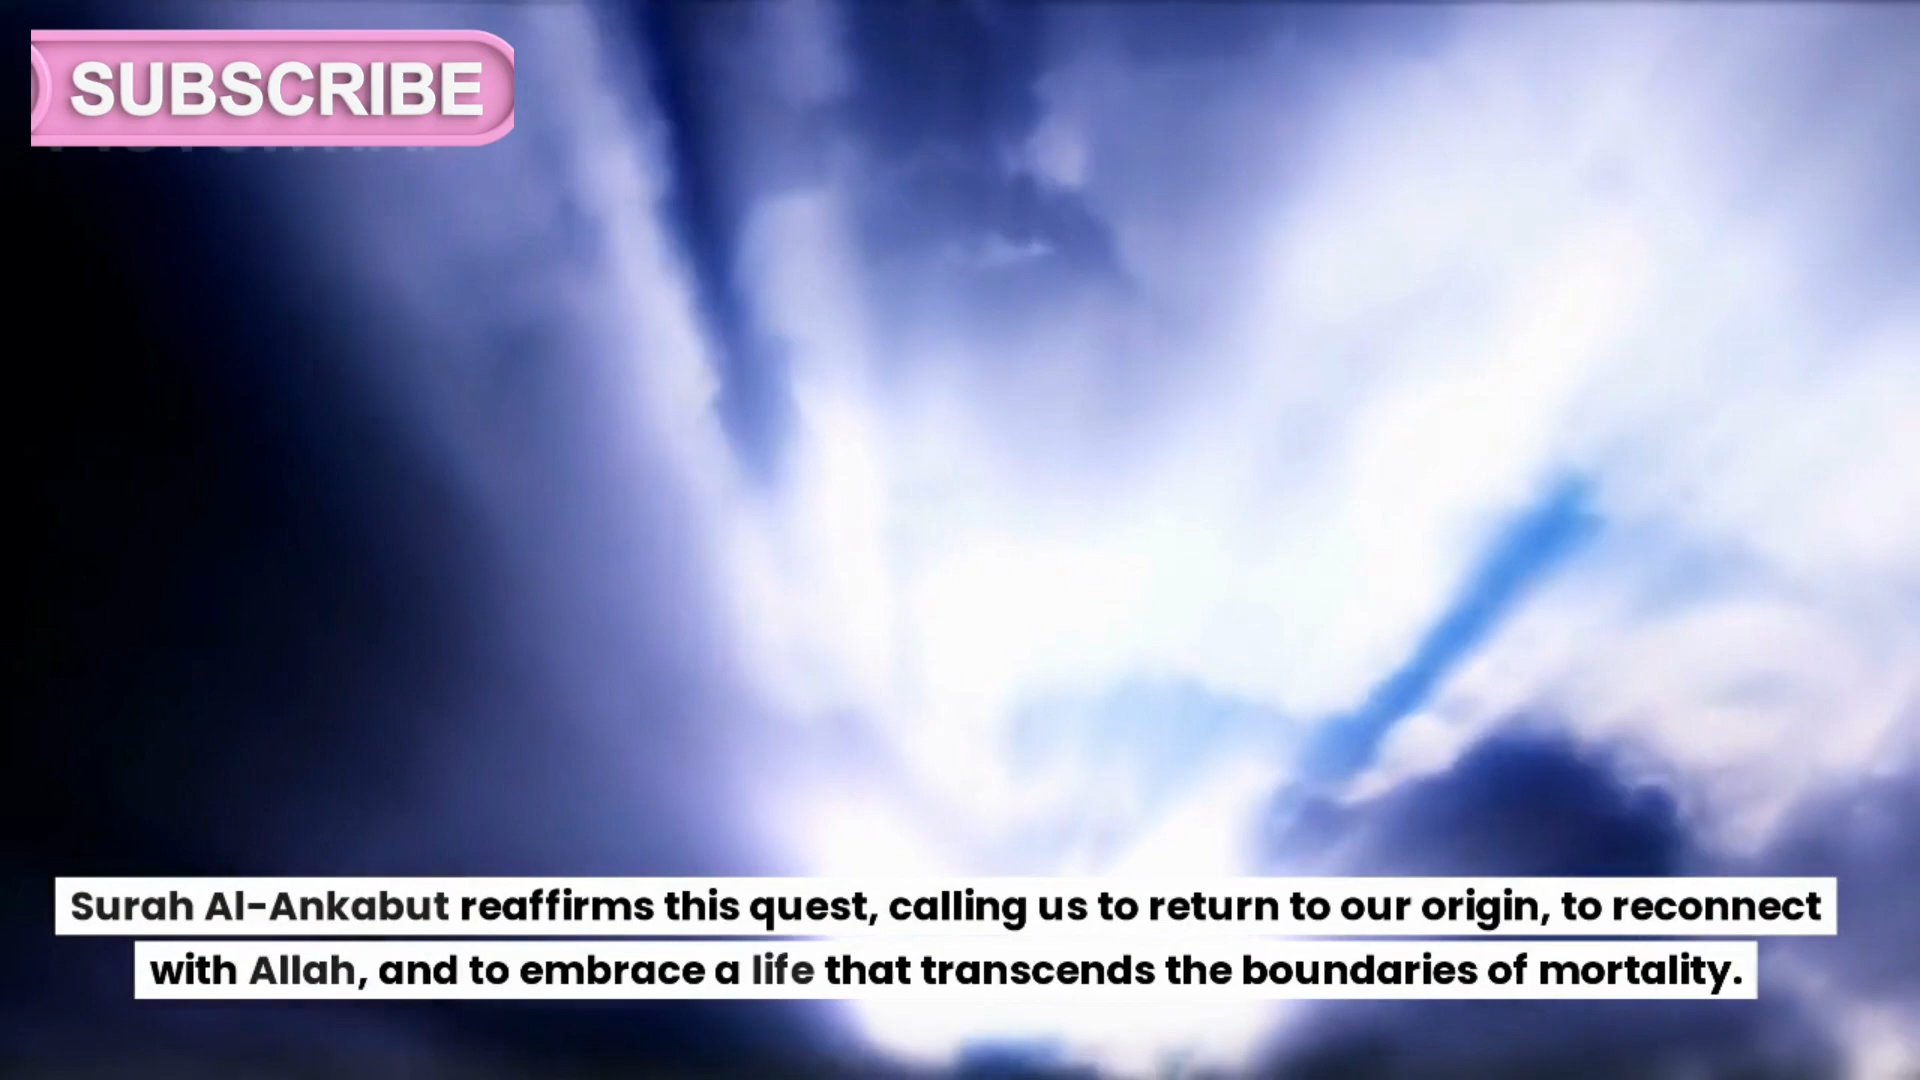 SUBSCRIBE
Surah Al-Ankabut reaffirms this quest, calling us to return to our origin, to reconnect
with Allah, and to embrace a life that transcends the boundaries of mortality.